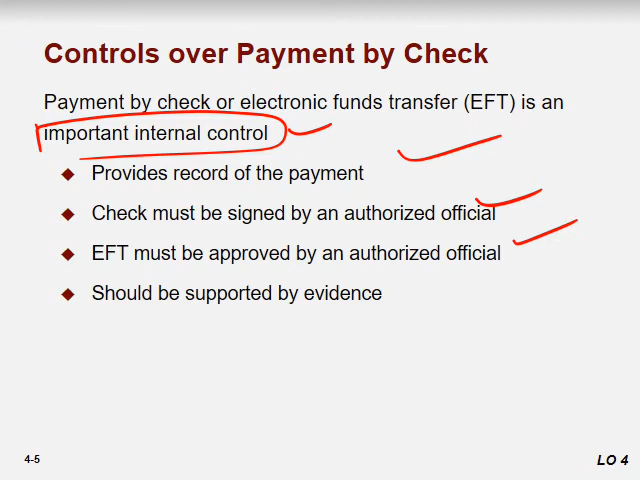 Controls over Payment by Check
Payment by check or electronic funds transfer (EFT) is an
important internal control
Provides record of the payment
Check must be signed by an authorized official
EFT must be approved by an authorized official
Should be supported by evidence
4-5
LO 4